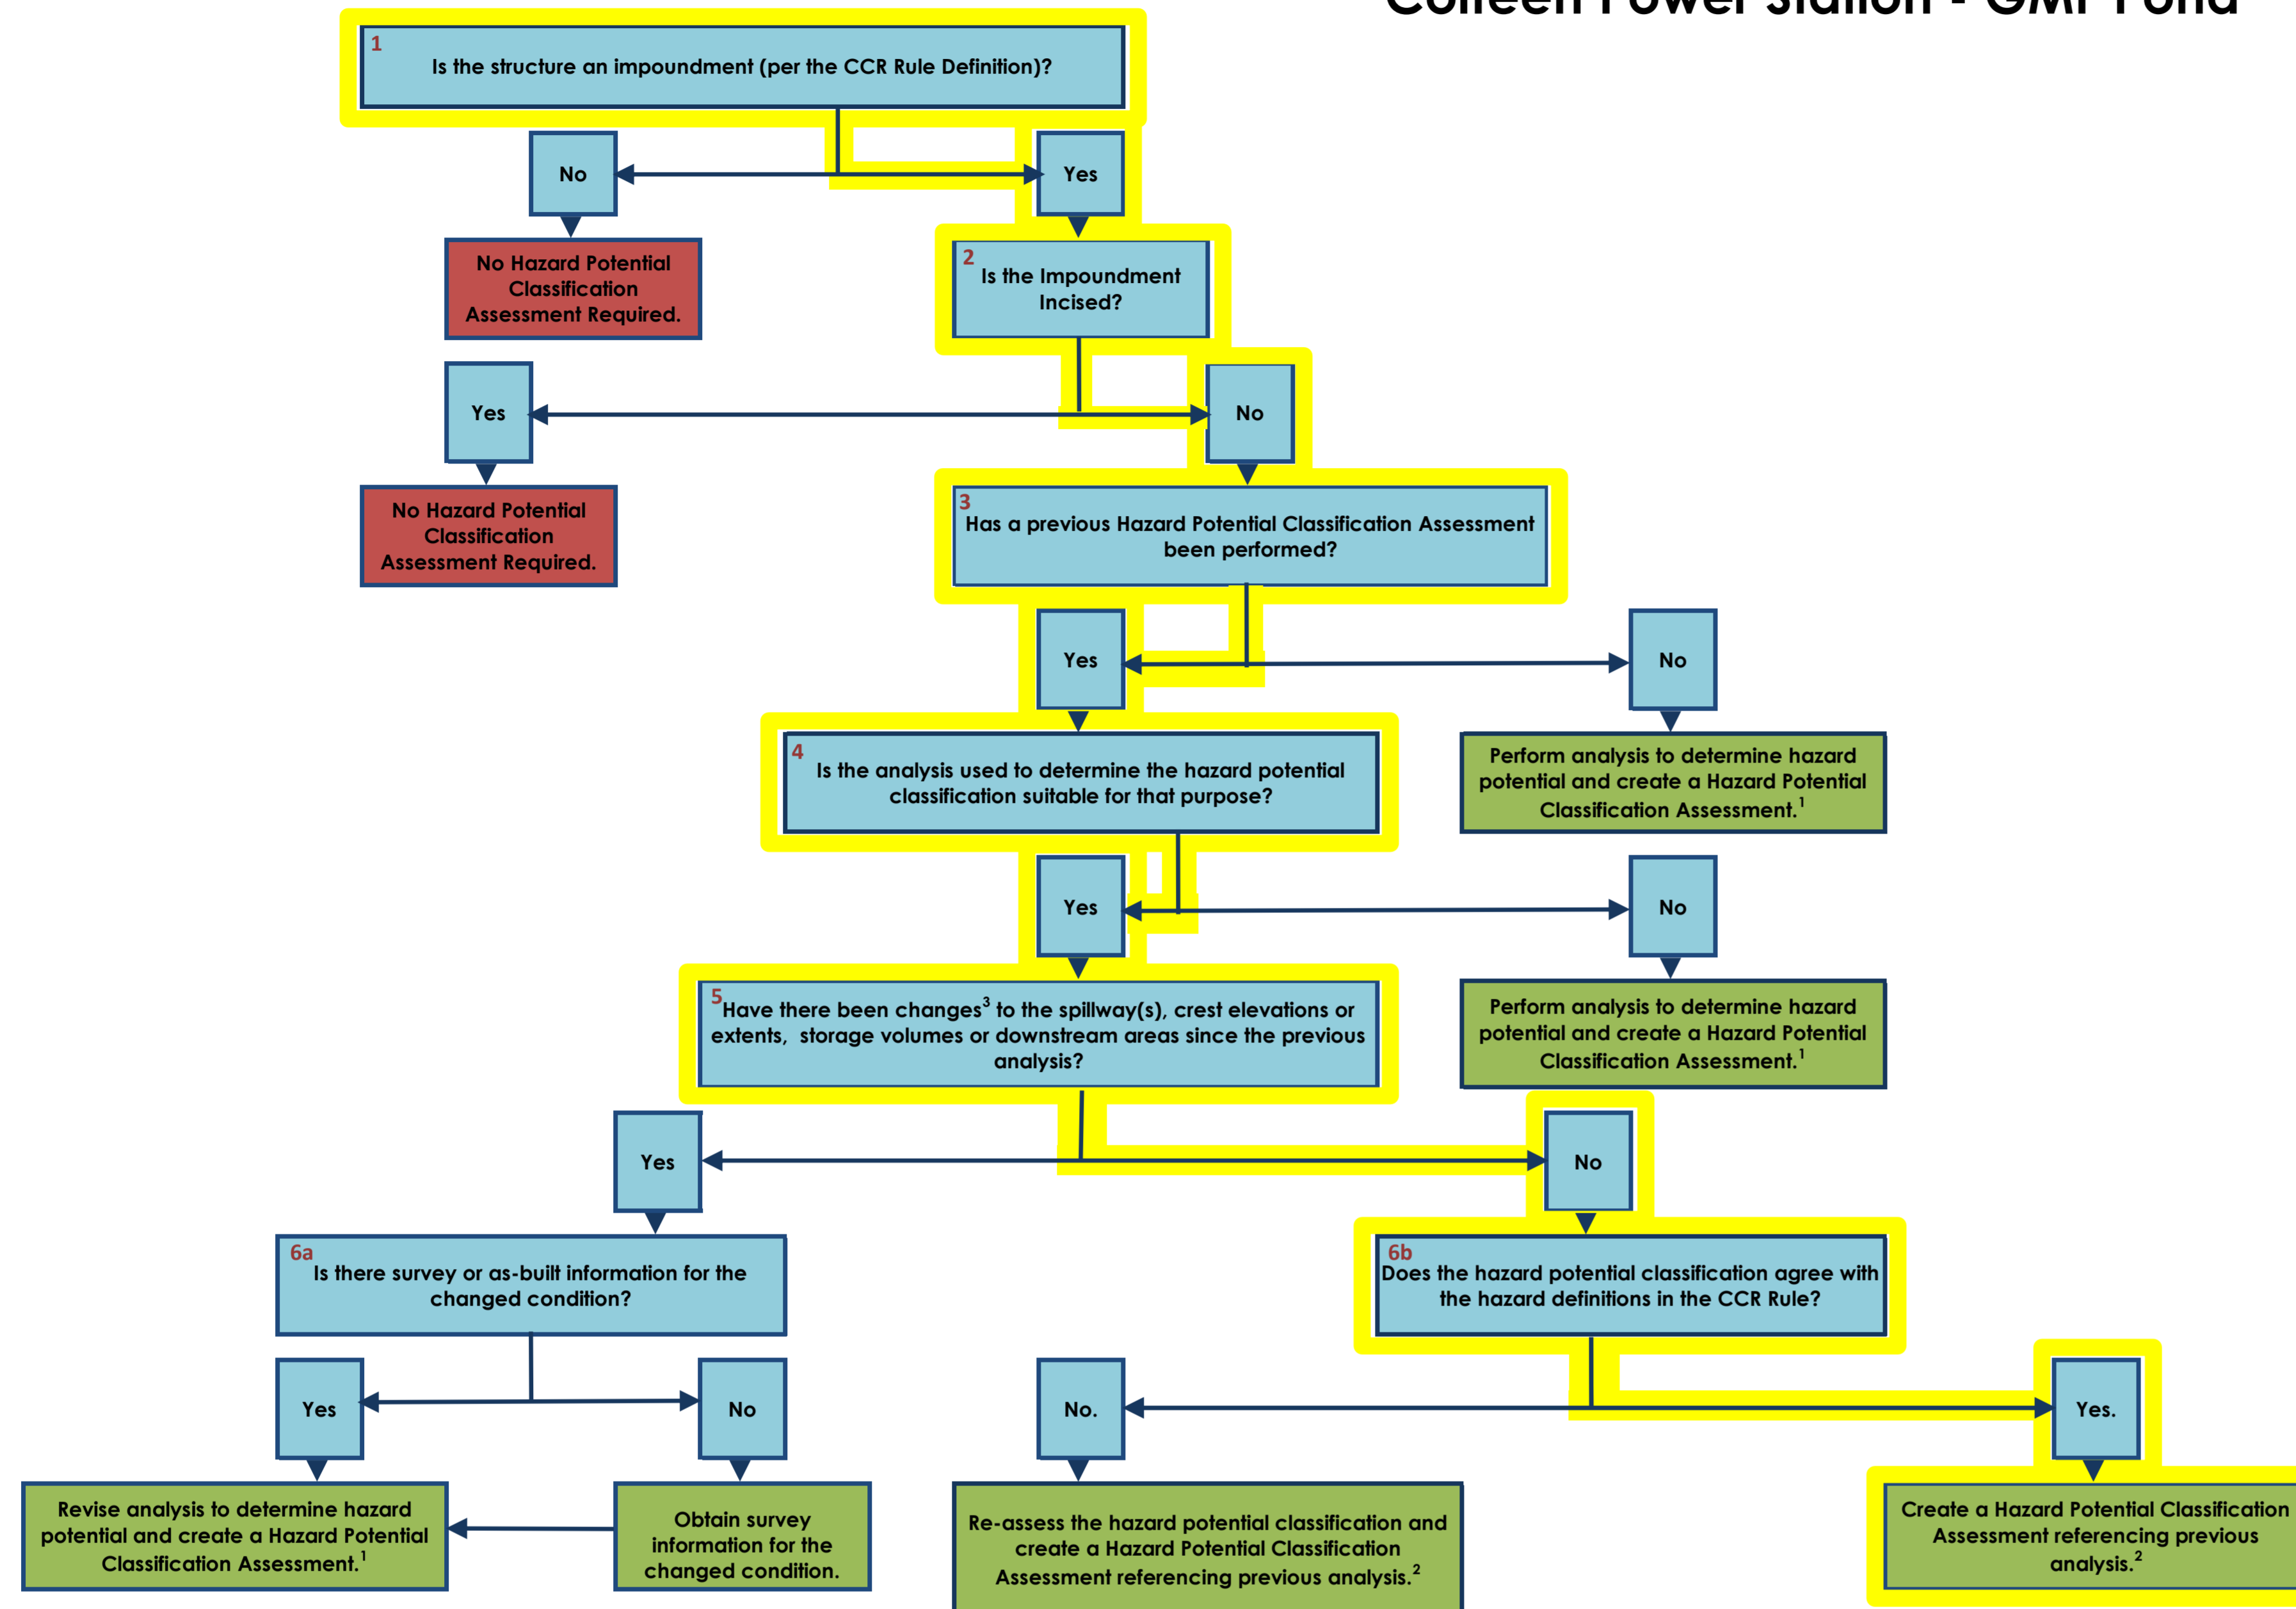 Coffeen Power Station - GMF Pond
1
Is the structure an impoundment (per the CCR Rule Definition)?
No
Yes
No Hazard Potential
Classification
Assessment Required.
2
Is the Impoundment
Incised?
Yes
No
No Hazard Potential
Classification
Assessment Required.
3
Has a previous Hazard Potential Classification Assessment
been performed?
Yes
No
4
Is the analysis used to determine the hazard potential
classification suitable for that purpose?
Perform analysis to determine hazard
potential and create a Hazard Potential
Classification Assessment.1
Yes
No
5
Have there been changes3 to the spillway(s), crest elevations or
extents, storage volumes or downstream areas since the previous
analysis?
Perform analysis to determine hazard
potential and create a Hazard Potential
Classification Assessment.1
Yes
No
6a
Is there survey or as-built information for the
changed condition?
6b
Does the hazard potential classification agree with
the hazard definitions in the CCR Rule?
Yes
No
No.
Yes.
Revise analysis to determine hazard
potential and create a Hazard Potential
Classification Assessment.1
Obtain survey
information for the
changed condition.
Re-assess the hazard potential classification and
create a Hazard Potential Classification
Assessment referencing previous analysis.2
Create a Hazard Potential Classification
Assessment referencing previous
analysis.2